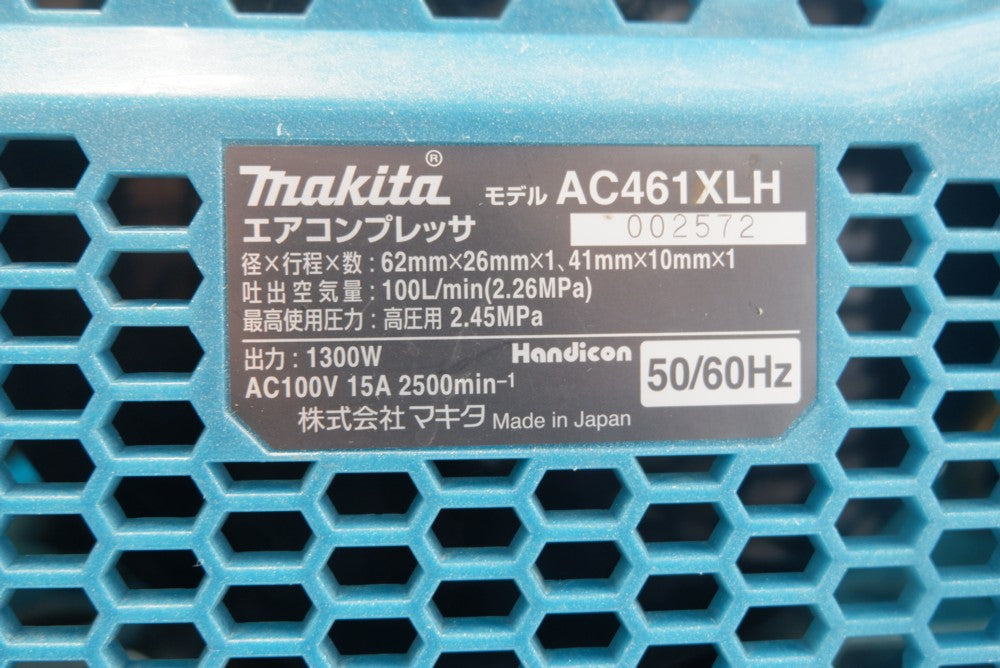 makita® モデル AC461XLH
エアコンプレッサ 002572
径×行程×数：62mm×26mm×1、41mm×10mm×1
吐出空気量：100L/min(2.26MPa)
最高使用圧力：高圧用 2.45MPa
出力：1300W Handicon
AC100V 15A 2500min⁻¹ 50/60Hz
株式会社 マキタ Made in Japan